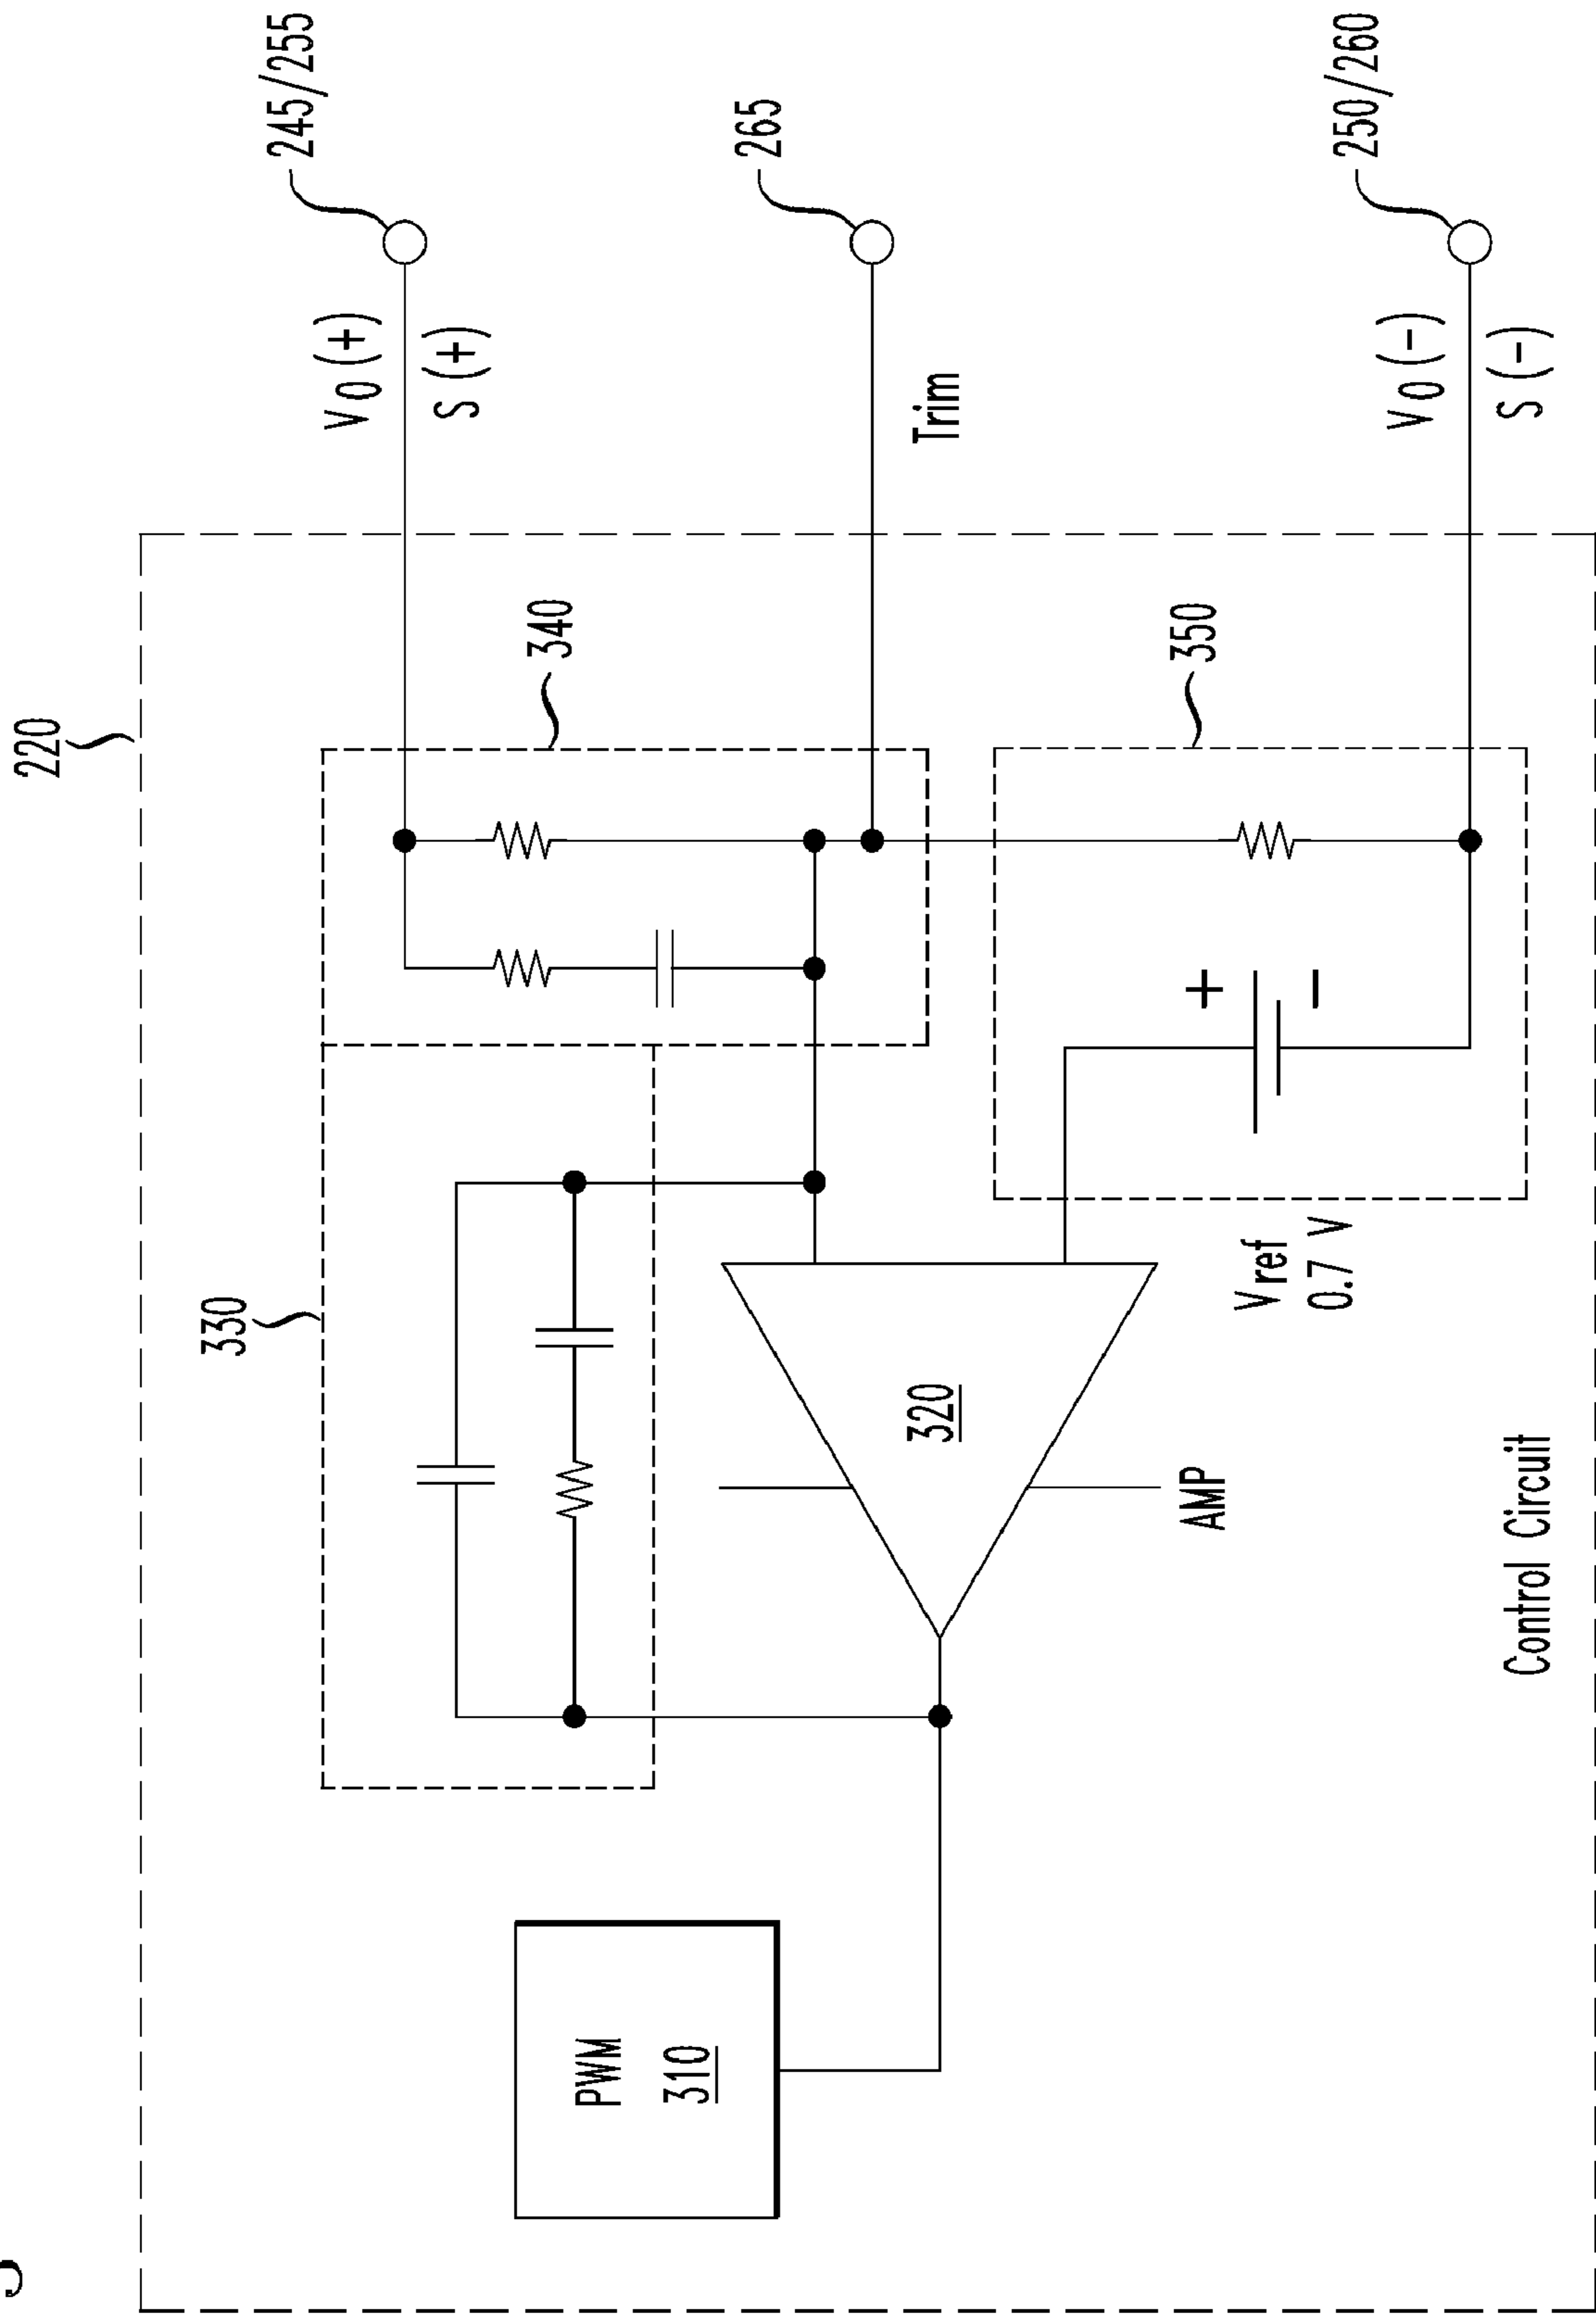 220
245/255
Vo (+)
S (+)
340
330
265
Trim
PWM
310
320
AMP
350
Vref
0.7 V
Vo (-)
S (-)
250/260
Control Circuit